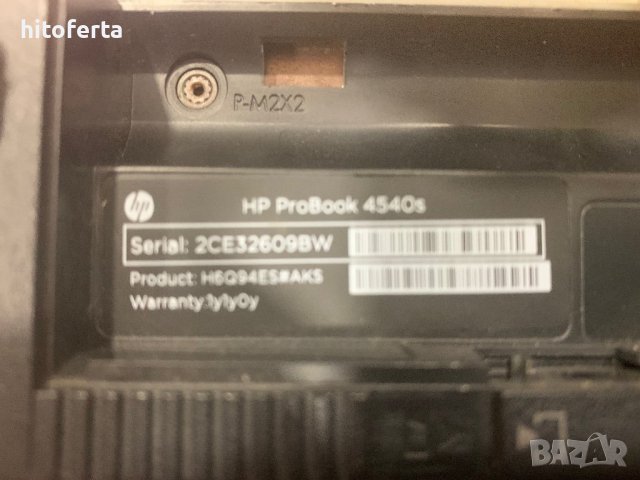 hitoferta
P-M2X2
hp
HP ProBook 4540s
Serial: 2CE32609BW
Product: H6Q94ES#AKS
Warranty:1y1y0y
BAZAR